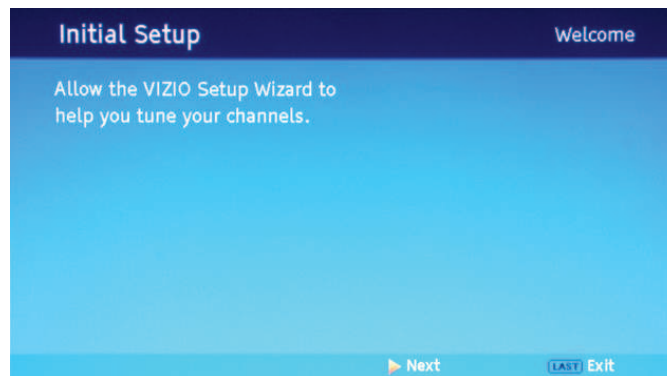 Initial Setup
Welcome
Allow the VIZIO Setup Wizard to
help you tune your channels.
Next
LAST Exit